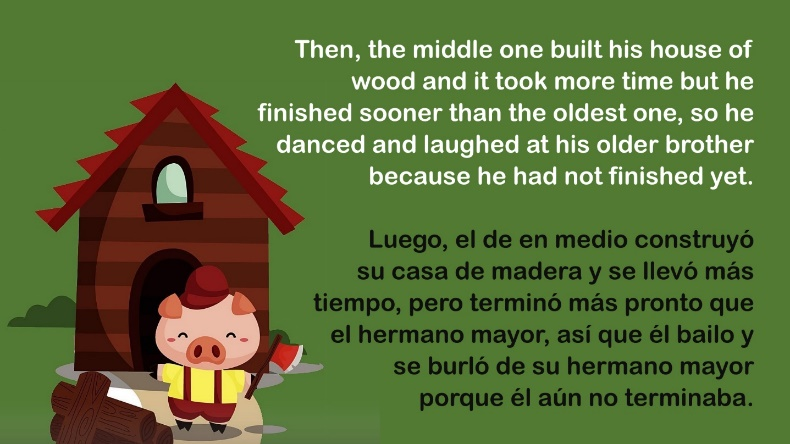 Then, the middle one built his house of
wood and it took more time but he
finished sooner than the oldest one, so he
danced and laughed at his older brother
because he had not finished yet.
Luego, el de en medio construyó
su casa de madera y se llevó más
tiempo, pero terminó más pronto que
el hermano mayor, así que él bailo y
se burló de su hermano mayor
porque él aún no terminaba.